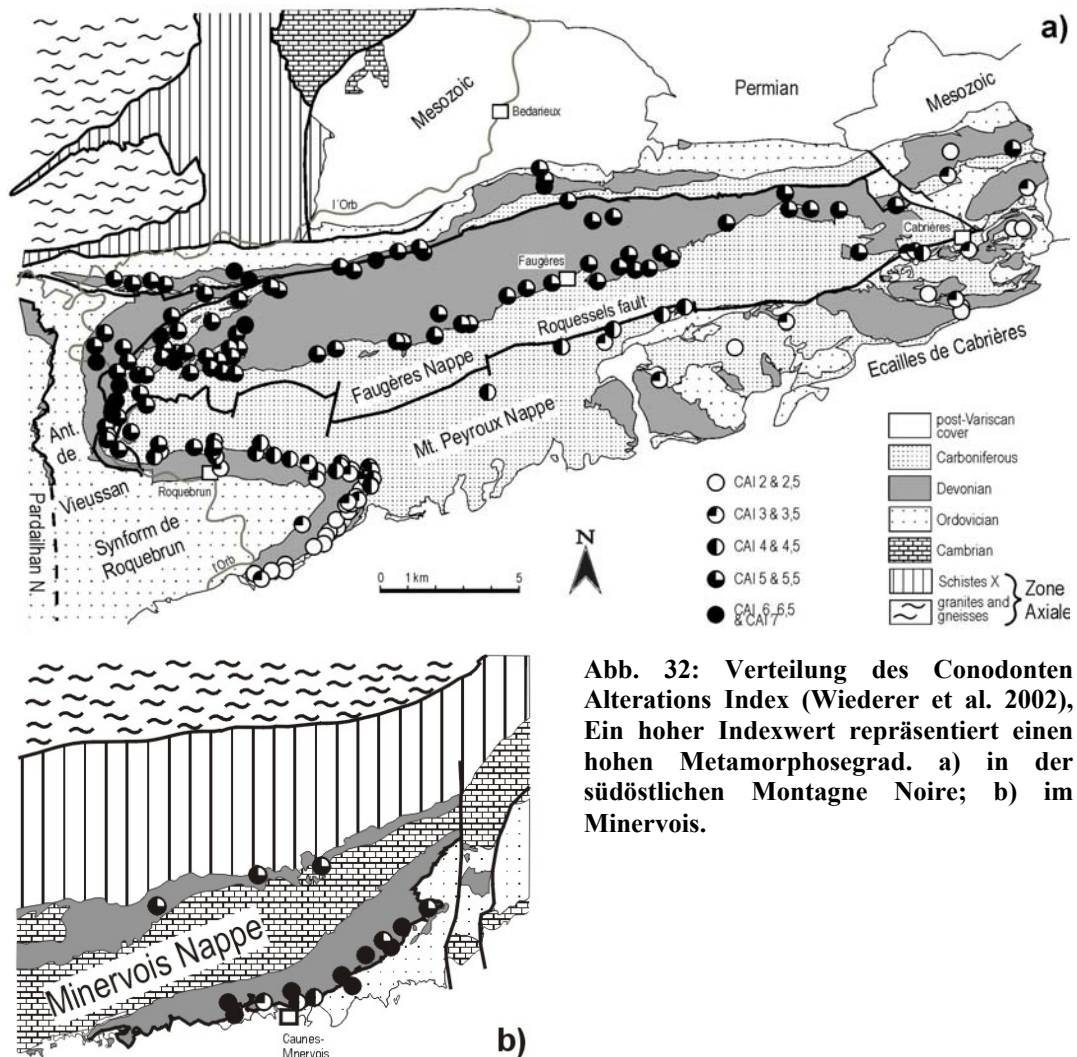 a)
Mesozoic
Permian
Mesozoic
Bedarieux
l'Orb
Cabrières
Faugères
Roquessels fault
Faugères Nappe
Mt. Peyroux Nappe
Ecailles de Cabrières
Ant.
de
Vieussan
Roquebrun
Synform de
Roquebrun
l'Orb
Pardailhan N.
CAI 2 & 2,5
CAI 3 & 3,5
CAI 4 & 4,5
CAI 5 & 5,5
CAI 6 6,5
& CAI 7
N
0 1 km 5
post-Variscan
cover
Carboniferous
Devonian
Ordovician
Cambrian
Schistes X
granites and
gneisses
Zone
Axiale
Minervois Nappe
Caunes-
Mnervois
b)
Abb. 32: Verteilung des Conodonten
Alterations Index (Wiederer et al. 2002),
Ein hoher Indexwert repräsentiert einen
hohen Metamorphosegrad. a) in der
südöstlichen Montagne Noire; b) im
Minervois.